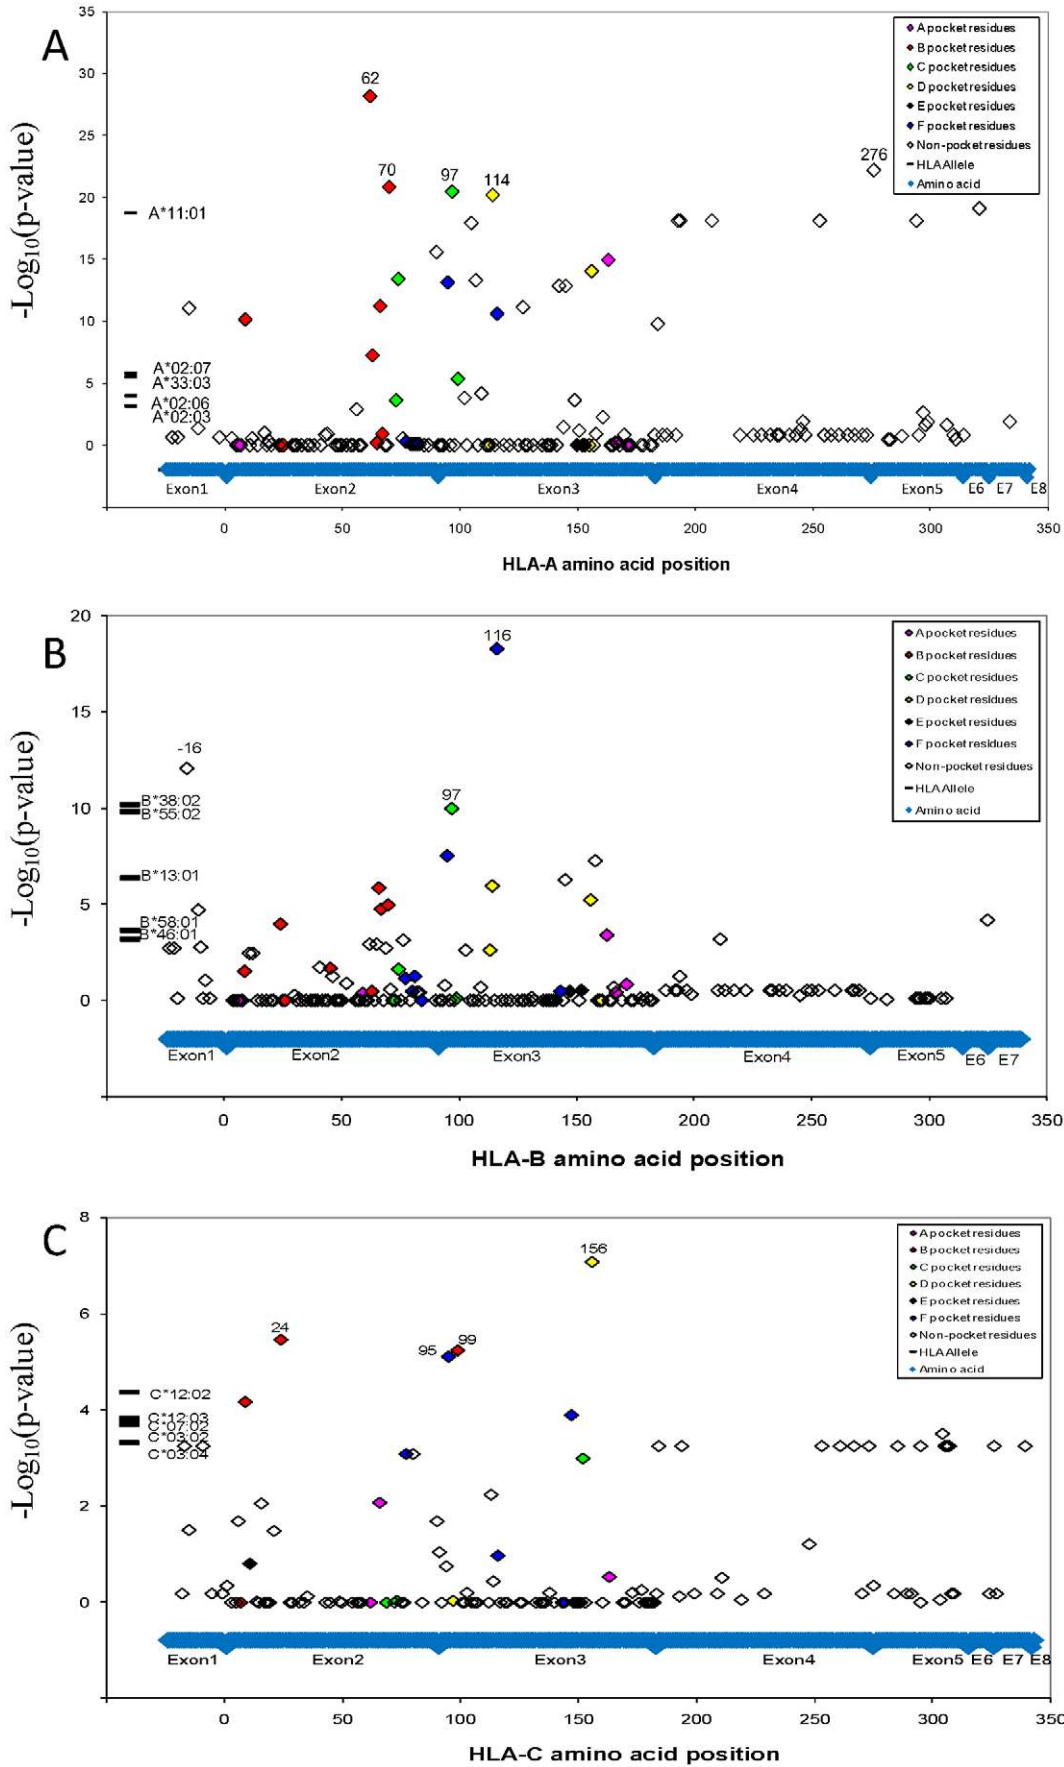 A
-Log10(p-value)
35
30
25
20
15
10
5
0
62
70
97
114
276
A pocket residues
B pocket residues
C pocket residues
D pocket residues
E pocket residues
F pocket residues
Non-pocket residues
HLA Allele
Amino acid
A*11:01
A*02:07
A*33:03
A*02:06
A*02:03
Exon1 Exon2 Exon3 Exon4 Exon5 E6 E7 E8
0 50 100 150 200 250 300 350
HLA-A amino acid position
B
-Log10(p-value)
20
15
10
5
0
116
-16
97
A pocket residues
B pocket residues
C pocket residues
D pocket residues
E pocket residues
F pocket residues
Non-pocket residues
HLA Allele
Amino acid
B*38:02
B*55:02
B*13:01
B*58:01
B*46:01
Exon1 Exon2 Exon3 Exon4 Exon5 E6 E7
0 50 100 150 200 250 300 350
HLA-B amino acid position
C
-Log10(p-value)
8
6
4
2
0
156
24
95 99
A pocket residues
B pocket residues
C pocket residues
D pocket residues
E pocket residues
F pocket residues
Non-pocket residues
HLA Allele
Amino acid
C*12:02
C*12:03
C*07:02
C*03:02
C*03:04
Exon1 Exon2 Exon3 Exon4 Exon5 E6 E7 E8
0 50 100 150 200 250 300 350
HLA-C amino acid position